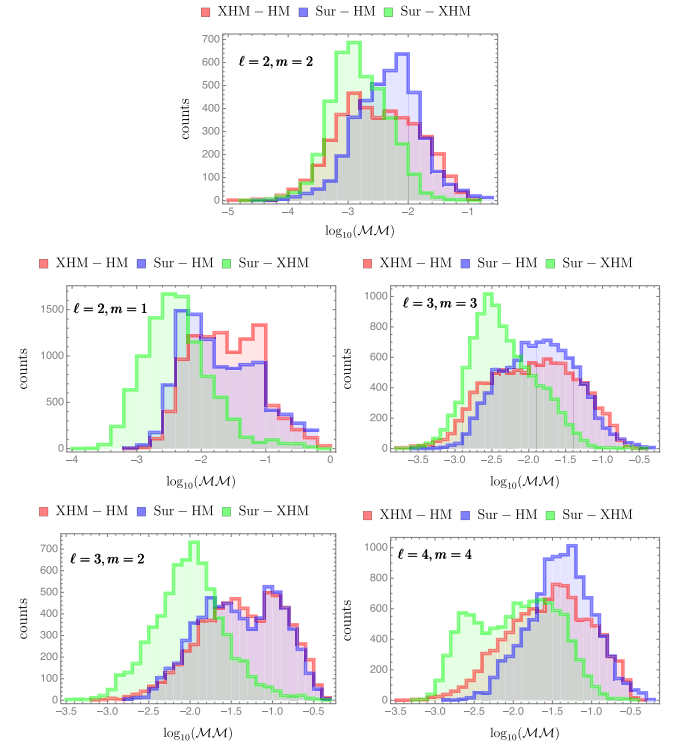 XHM − HM Sur − HM Sur − XHM
ℓ = 2, m = 2
counts
700
600
500
400
300
200
100
0
−5 −4 −3 −2 −1
log₁₀(ℳℳ)
XHM − HM Sur − HM Sur − XHM
ℓ = 2, m = 1
counts
1500
1000
500
0
−4 −3 −2 −1 0
log₁₀(ℳℳ)
XHM − HM Sur − HM Sur − XHM
ℓ = 3, m = 3
counts
1000
800
600
400
200
0
−3.5 −3.0 −2.5 −2.0 −1.5 −1.0 −0.5
log₁₀(ℳℳ)
XHM − HM Sur − HM Sur − XHM
ℓ = 3, m = 2
counts
700
600
500
400
300
200
100
0
−3.5 −3.0 −2.5 −2.0 −1.5 −1.0 −0.5
log₁₀(ℳℳ)
XHM − HM Sur − HM Sur − XHM
ℓ = 4, m = 4
counts
1000
800
600
400
200
0
−3.5 −3.0 −2.5 −2.0 −1.5 −1.0 −0.5
log₁₀(ℳℳ)